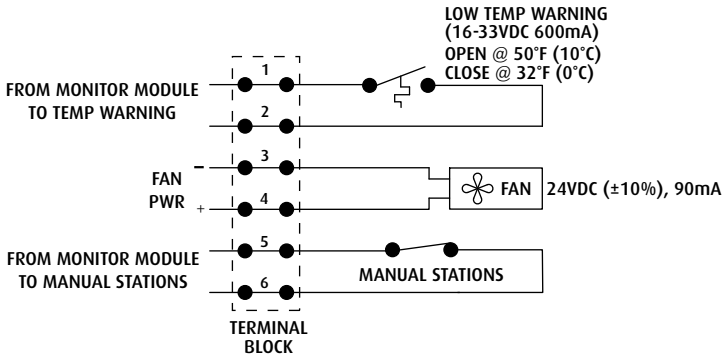 LOW TEMP WARNING
(16-33VDC 600mA)
OPEN @ 50°F (10°C)
CLOSE @ 32°F (0°C)
FROM MONITOR MODULE
TO TEMP WARNING
1
2
3
4
5
6
−
FAN
PWR
+
FAN
24VDC (±10%), 90mA
FROM MONITOR MODULE
TO MANUAL STATIONS
MANUAL STATIONS
TERMINAL
BLOCK